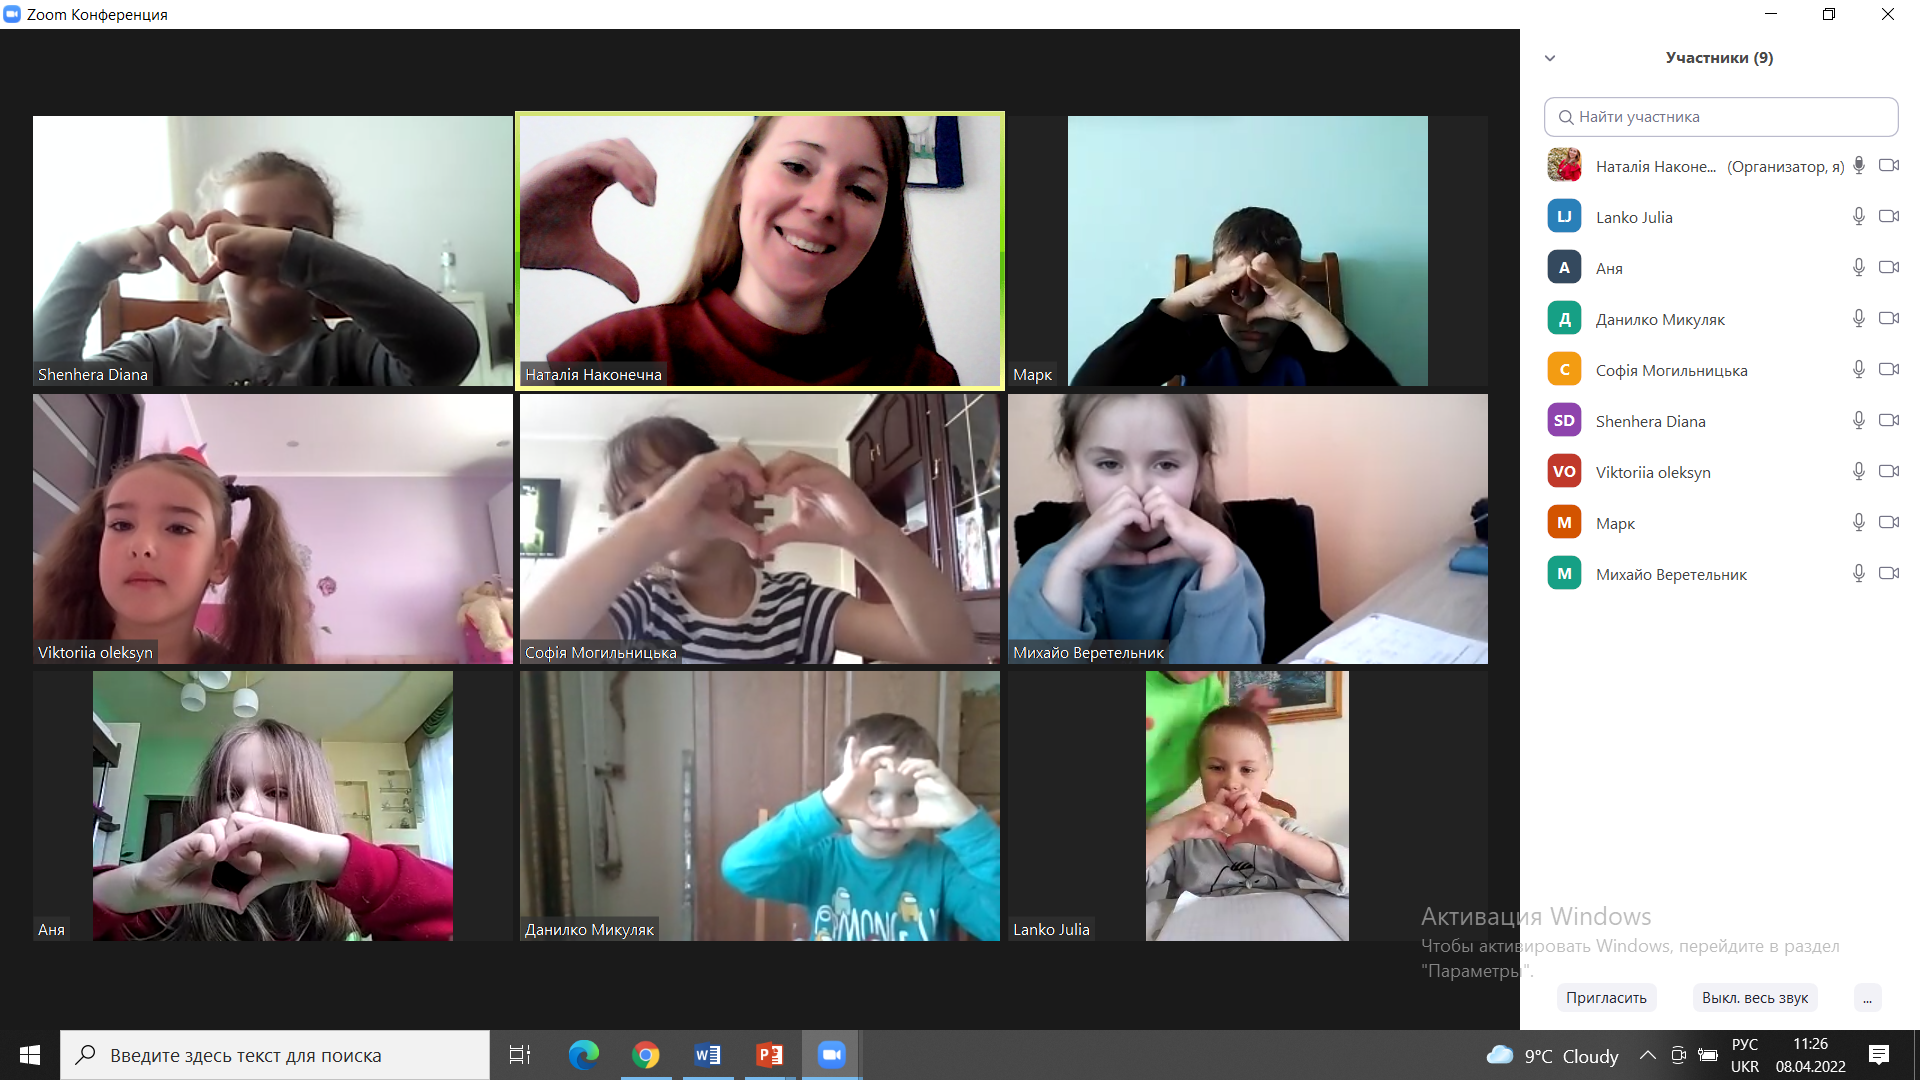 Zoom Конференция
Участники (9)
Найти участника
Наталія Наконе... (Организатор, я)
LJ Lanko Julia
А Аня
Д Данилко Микуляк
С Софія Могильницька
SD Shenhera Diana
VO Viktoriia oleksyn
М Марк
М Михайо Веретельник
Shenhera Diana
Наталія Наконечна
Марк
Viktoriia oleksyn
Софія Могильницька
Михайо Веретельник
Аня
Данилко Микуляк
Lanko Julia
Активация Windows
Чтобы активировать Windows, перейдите в раздел
"Параметры".
Пригласить
Выкл. весь звук
...
Введите здесь текст для поиска
9°C Cloudy
РУС
UKR
11:26
08.04.2022